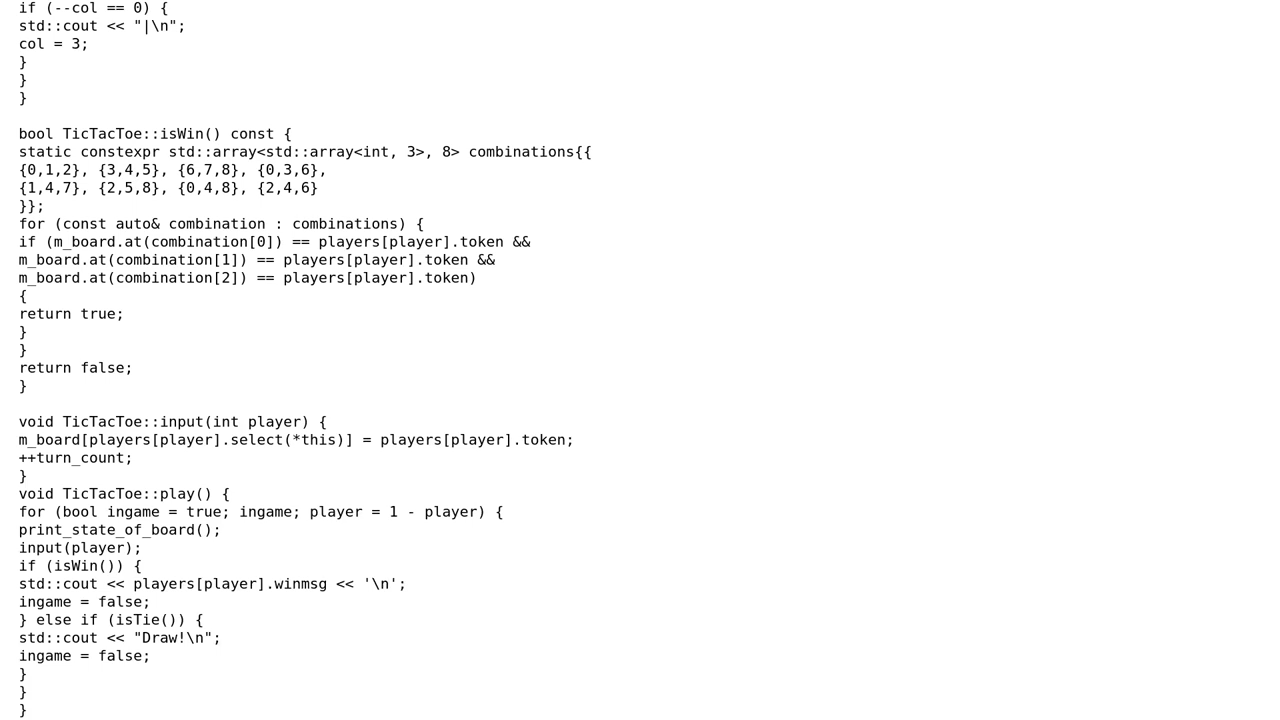 if (--col == 0) {
std::cout << "|\n";
col = 3;
}
}
}

bool TicTacToe::isWin() const {
static constexpr std::array<std::array<int, 3>, 8> combinations{{
{0,1,2}, {3,4,5}, {6,7,8}, {0,3,6},
{1,4,7}, {2,5,8}, {0,4,8}, {2,4,6}
}};
for (const auto& combination : combinations) {
if (m_board.at(combination[0]) == players[player].token &&
m_board.at(combination[1]) == players[player].token &&
m_board.at(combination[2]) == players[player].token)
{
return true;
}
}
return false;
}

void TicTacToe::input(int player) {
m_board[players[player].select(*this)] = players[player].token;
++turn_count;
}
void TicTacToe::play() {
for (bool ingame = true; ingame; player = 1 - player) {
print_state_of_board();
input(player);
if (isWin()) {
std::cout << players[player].winmsg << '\n';
ingame = false;
} else if (isTie()) {
std::cout << "Draw!\n";
ingame = false;
}
}
}